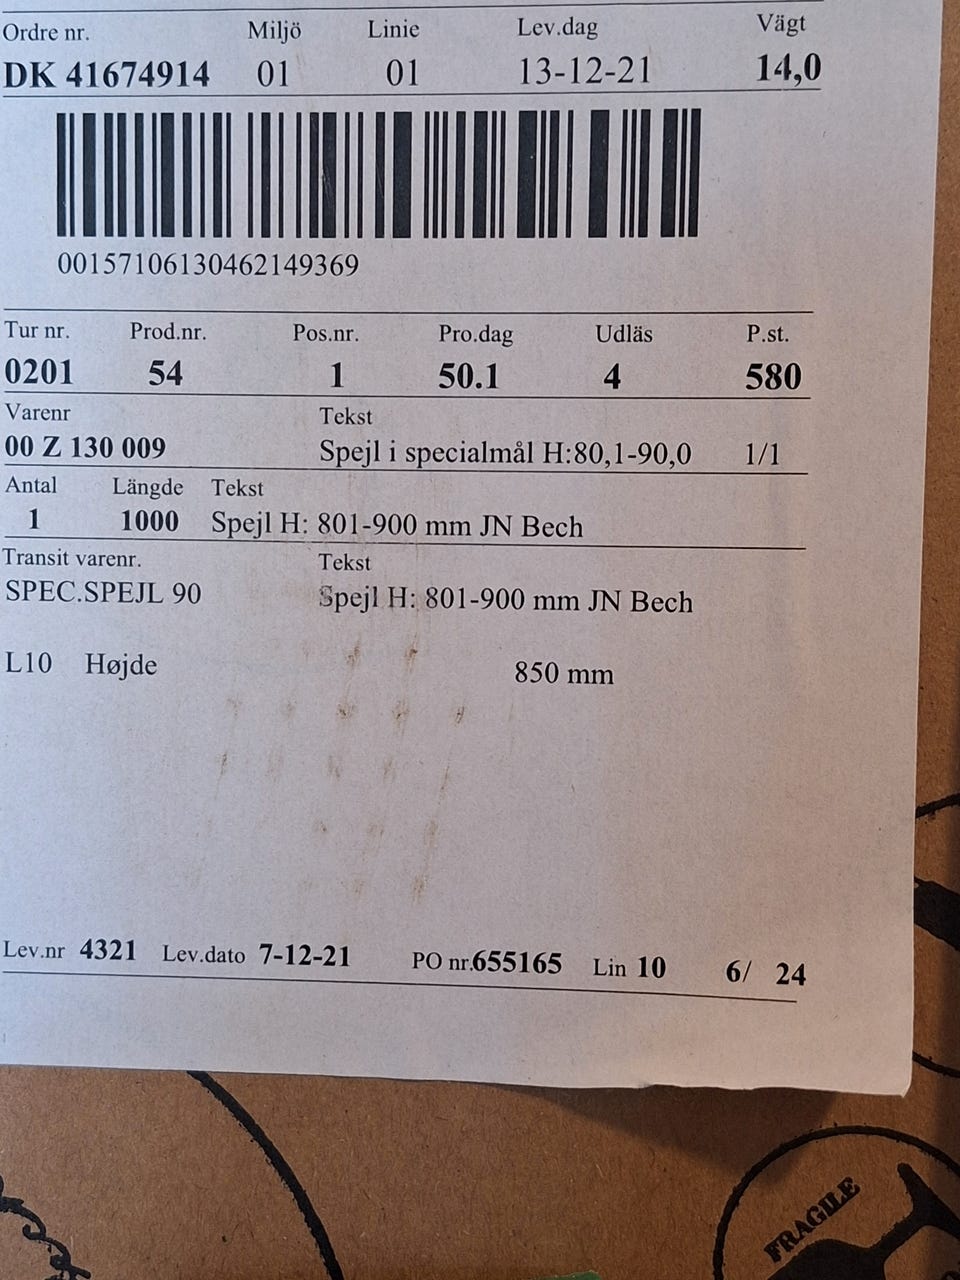 Ordre nr. Miljö Linie Lev.dag Vägt
DK 41674914 01 01 13-12-21 14,0
00157106130462149369
Tur nr. Prod.nr. Pos.nr. Pro.dag Udläs P.st.
0201 54 1 50.1 4 580
Varenr Tekst
00 Z 130 009 Spejl i specialmål H:80,1-90,0 1/1
Antal Längde Tekst
1 1000 Spejl H: 801-900 mm JN Bech
Transit varenr. Tekst
SPEC.SPEJL 90 Spejl H: 801-900 mm JN Bech
L10 Højde 850 mm
Lev.nr 4321 Lev.dato 7-12-21 PO nr.655165 Lin 10 6/ 24
FRAGILE